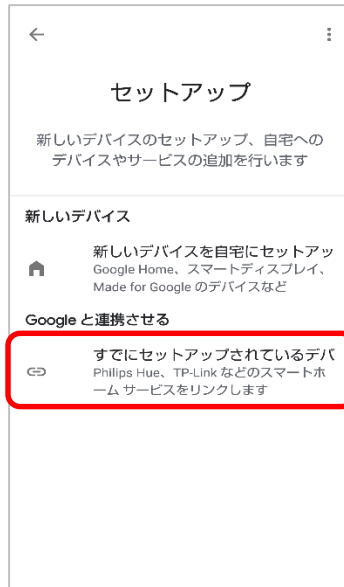 セットアップ
新しいデバイスのセットアップ、自宅への
デバイスやサービスの追加を行います
新しいデバイス
新しいデバイスを自宅にセットアッ
Google Home、スマートディスプレイ、
Made for Google のデバイスなど
Google と連携させる
すでにセットアップされているデバ
Philips Hue、TP-Link などのスマートホ
ーム サービスをリンクします